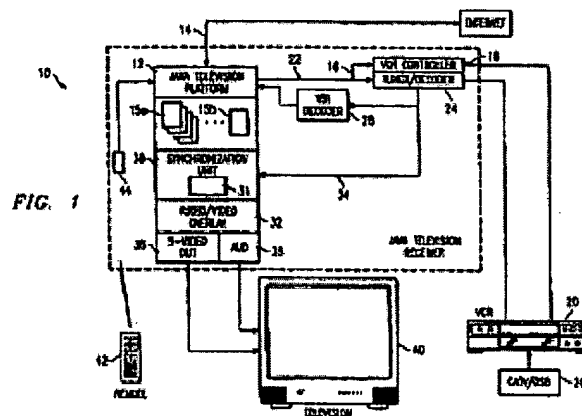 14
INTERNET
10
12
JAVA TELEVISION
PLATFORM
22
16
VCR CONTROLLER
18
TUNER/DECODER
24
15a
15b
VBI
DECODER
28
30
SYNCHRONIZATION
UNIT
31
44
34
FIG. 1
AUDIO/VIDEO
OVERLAY
32
JAVA TELEVISION
RECEIVER
S-VIDEO
OUT
AUD
VCR
20
42
REMOTE
40
CATV/DSS
TELEVISION